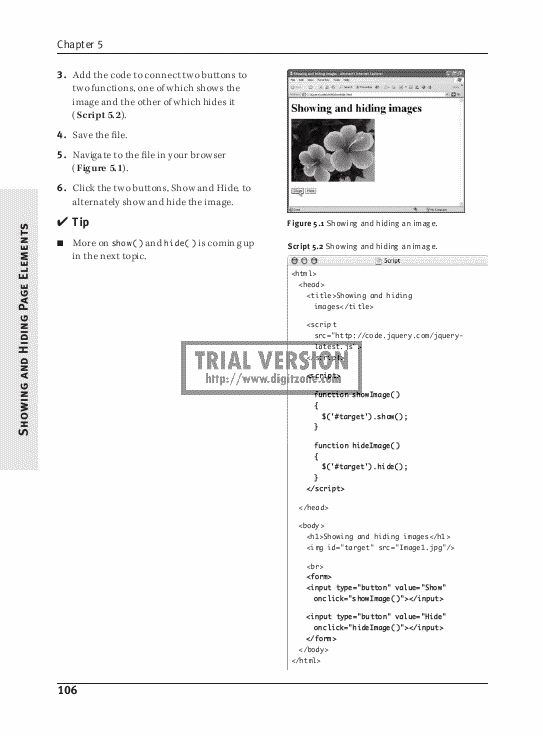 Chapter 5
3. Add the code to connect two buttons to
two functions, one of which shows the
image and the other of which hides it
(Script 5.2).
4. Save the file.
5. Navigate to the file in your browser
(Figure 5.1).
6. Click the two buttons, Show and Hide, to
alternately show and hide the image.
✔ Tip
■ More on show() and hide() is coming up
in the next topic.
SHOWING AND HIDING PAGE ELEMENTS
Showing and hiding images
Figure 5.1 Showing and hiding an image.
Script 5.2 Showing and hiding an image.
Script
<html>
<head>
<title>Showing and hiding
images</title>
<script
src="http://code.jquery.com/jquery-
latest.js">
</script>
<script>
function showImage()
{
$('#target').show();
}
function hideImage()
{
$('#target').hide();
}
</script>
</head>
<body>
<h1>Showing and hiding images</h1>
<img id="target" src="Image1.jpg"/>
<br>
<form>
<input type="button" value="Show"
onclick="showImage()"></input>
<input type="button" value="Hide"
onclick="hideImage()"></input>
</form>
</body>
</html>
TRIAL VERSION
http://www.digitzone.com
106